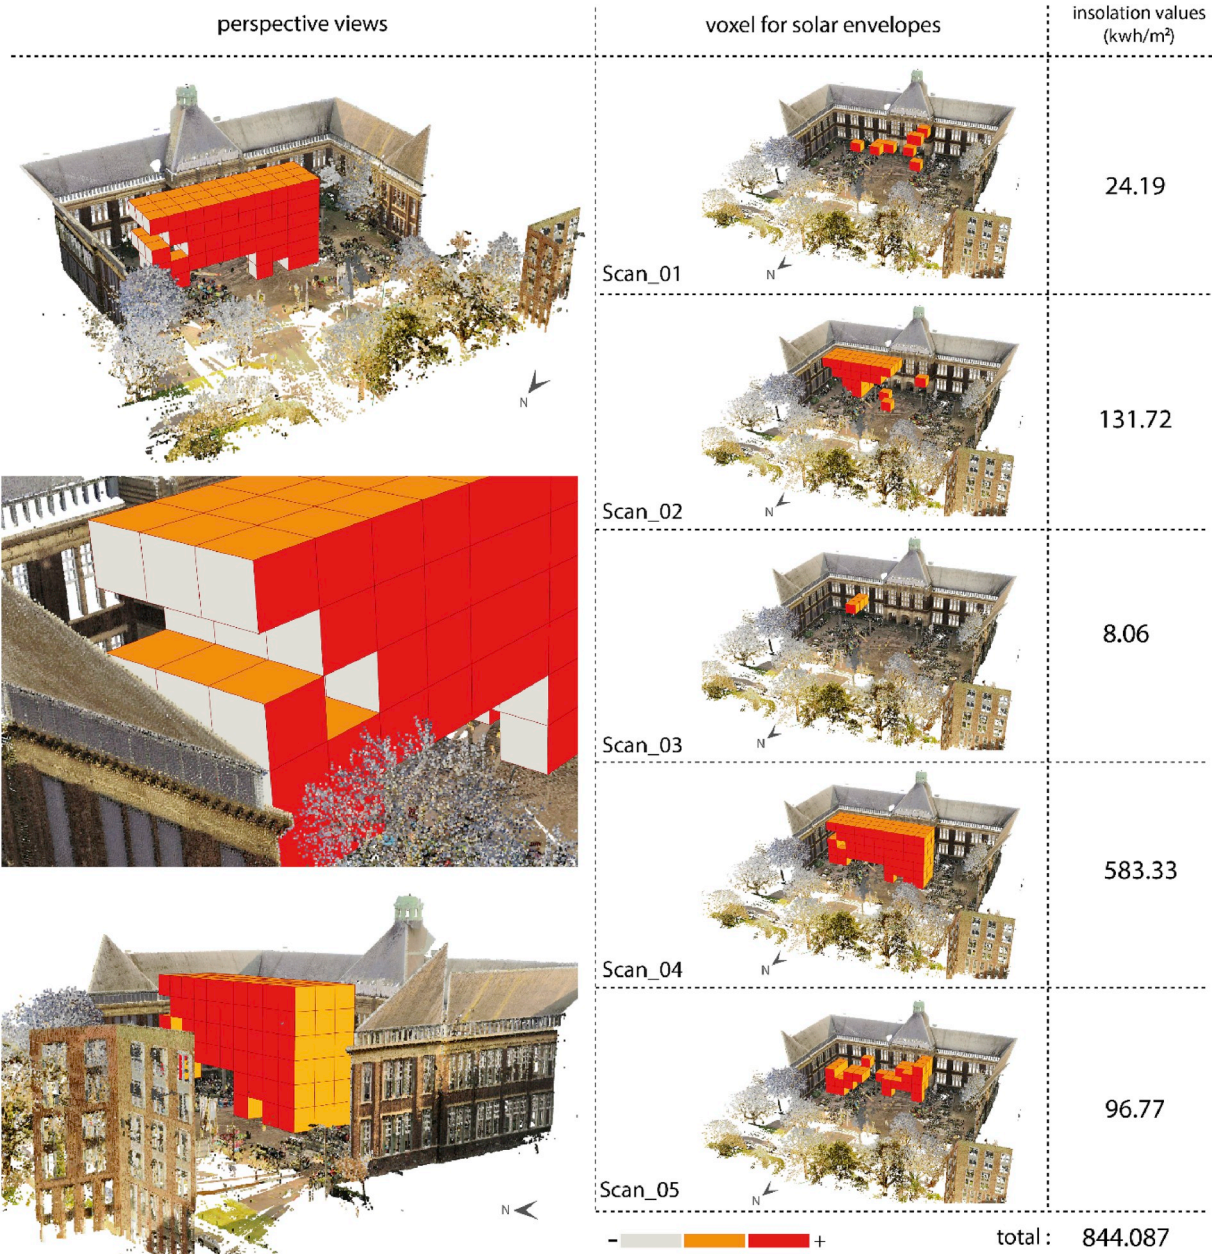 perspective views
voxel for solar envelopes
insolation values
(kwh/m²)
N
Scan_01
N
24.19
Scan_02
N
131.72
Scan_03
N
8.06
Scan_04
N
583.33
N
Scan_05
N
96.77
- +
total : 844.087